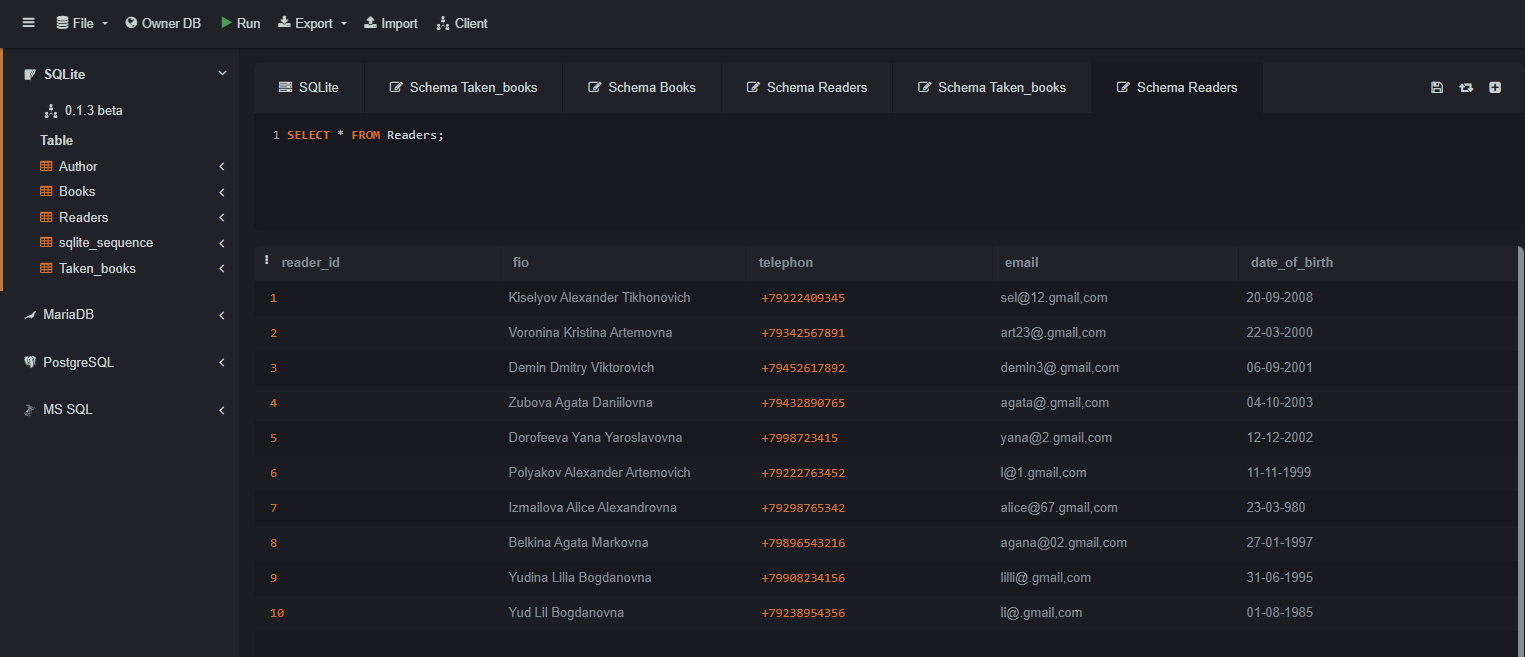 File Owner DB Run Export Import Client
SQLite
0.1.3 beta
Table
Author
Books
Readers
sqlite_sequence
Taken_books
MariaDB
PostgreSQL
MS SQL
SQLite Schema Taken_books Schema Books Schema Readers Schema Taken_books Schema Readers
1 SELECT * FROM Readers;
reader_id fio telephon email date_of_birth
1 Kiselyov Alexander Tikhonovich +79222409345 sel@12.gmail,com 20-09-2008
2 Voronina Kristina Artemovna +79342567891 art23@.gmail,com 22-03-2000
3 Demin Dmitry Viktorovich +79452617892 demin3@.gmail,com 06-09-2001
4 Zubova Agata Daniilovna +79432890765 agata@.gmail,com 04-10-2003
5 Dorofeeva Yana Yaroslavovna +7998723415 yana@2.gmail,com 12-12-2002
6 Polyakov Alexander Artemovich +79222763452 l@1.gmail,com 11-11-1999
7 Izmailova Alice Alexandrovna +79298765342 alice@67.gmail,com 23-03-980
8 Belkina Agata Markovna +79896543216 agana@02.gmail,com 27-01-1997
9 Yudina Lilia Bogdanovna +79908234156 lilli@.gmail,com 31-06-1995
10 Yud Lil Bogdanovna +79238954356 li@.gmail,com 01-08-1985